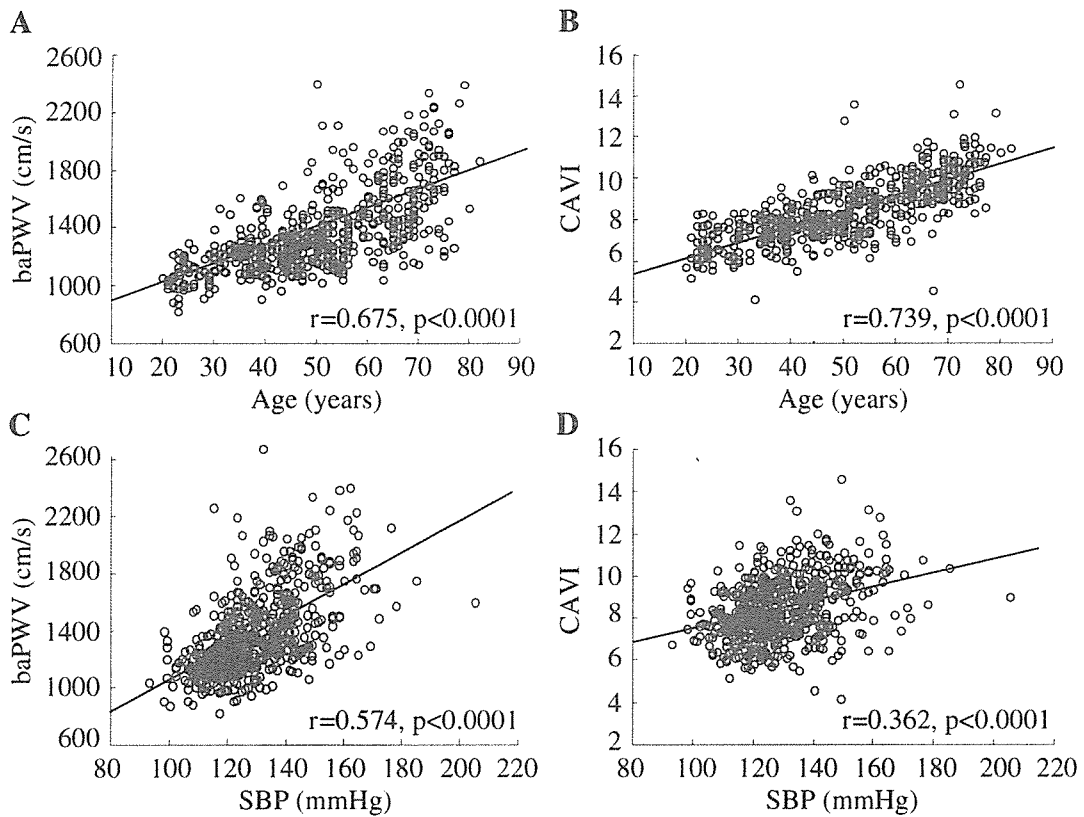 A
2600
2200
1800
1400
1000
600
baPWV (cm/s)
r=0.675, p<0.0001
10 20 30 40 50 60 70 80 90
Age (years)
B
16
14
12
10
8
6
4
2
CAVI
r=0.739, p<0.0001
10 20 30 40 50 60 70 80 90
Age (years)
C
2600
2200
1800
1400
1000
600
baPWV (cm/s)
r=0.574, p<0.0001
80 100 120 140 160 180 200 220
SBP (mmHg)
D
16
14
12
10
8
6
4
2
CAVI
r=0.362, p<0.0001
80 100 120 140 160 180 200 220
SBP (mmHg)